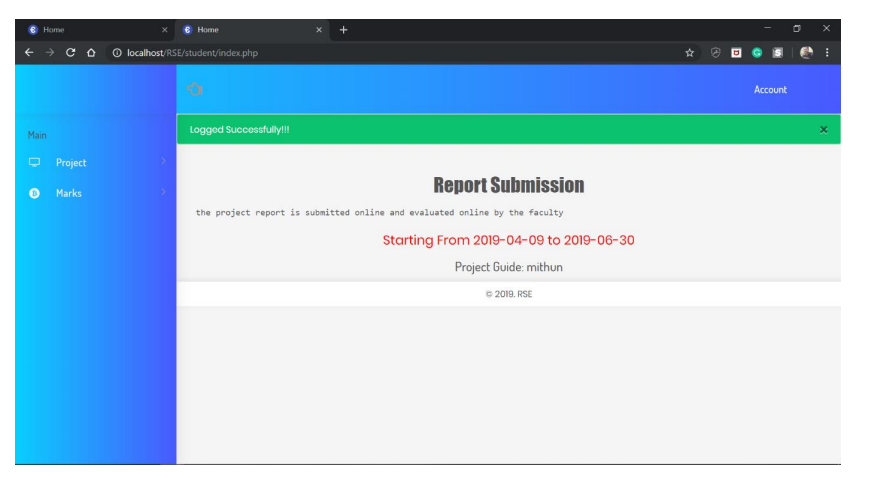 Home
Home
localhost/RSE/student/index.php
Account
Main
Logged Successfully!!!
Project
Marks
Report Submission
the project report is submitted online and evaluated online by the faculty
Starting From 2019-04-09 to 2019-06-30
Project Guide: mithun
© 2019. RSE